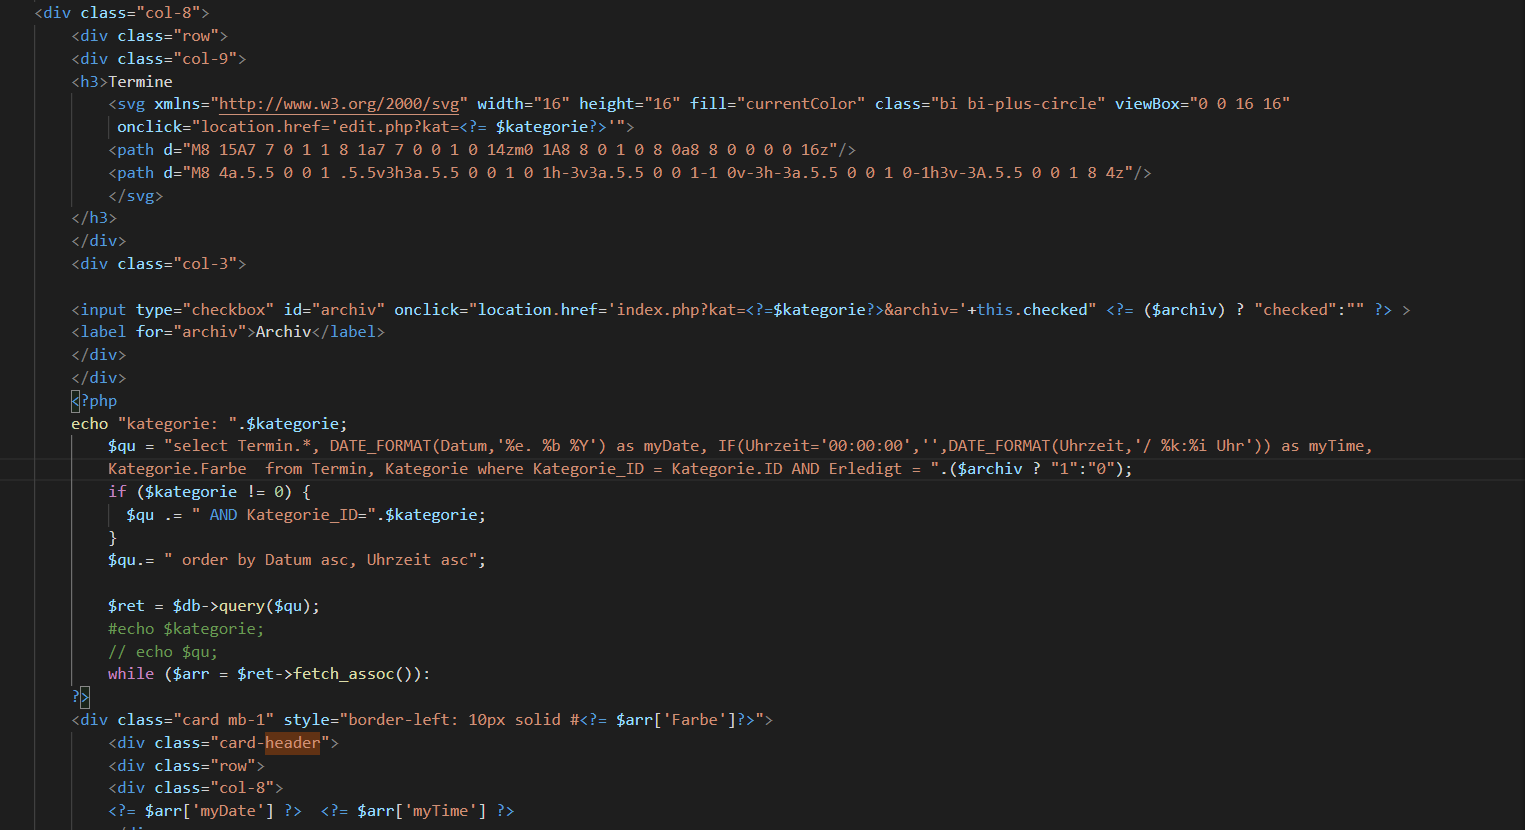 <div class="col-8">
<div class="row">
<div class="col-9">
<h3>Termine
<svg xmlns="http://www.w3.org/2000/svg" width="16" height="16" fill="currentColor" class="bi bi-plus-circle" viewBox="0 0 16 16"
onclick="location.href='edit.php?kat=<?= $kategorie?>'">
<path d="M8 15A7 7 0 1 1 8 1a7 7 0 0 1 0 14zm0 1A8 8 0 1 0 8 0a8 8 0 0 0 0 16z"/>
<path d="M8 4a.5.5 0 0 1 .5.5v3h3a.5.5 0 0 1 0 1h-3v3a.5.5 0 0 1-1 0v-3h-3a.5.5 0 0 1 0-1h3v-3A.5.5 0 0 1 8 4z"/>
</svg>
</h3>
</div>
<div class="col-3">
<input type="checkbox" id="archiv" onclick="location.href='index.php?kat=<?=$kategorie?>&archiv='+this.checked" <?= ($archiv) ? "checked":"" ?> >
<label for="archiv">Archiv</label>
</div>
</div>
<?php
echo "kategorie: ".$kategorie;
$qu = "select Termin.*, DATE_FORMAT(Datum,'%e. %b %Y') as myDate, IF(Uhrzeit='00:00:00','',DATE_FORMAT(Uhrzeit,'/ %k:%i Uhr')) as myTime,
Kategorie.Farbe  from Termin, Kategorie where Kategorie_ID = Kategorie.ID AND Erledigt = ".($archiv ? "1":"0");
if ($kategorie != 0) {
$qu .= " AND Kategorie_ID=".$kategorie;
}
$qu.= " order by Datum asc, Uhrzeit asc";
$ret = $db->query($qu);
#echo $kategorie;
// echo $qu;
while ($arr = $ret->fetch_assoc()):
?>
<div class="card mb-1" style="border-left: 10px solid #<?= $arr['Farbe']?>">
<div class="card-header">
<div class="row">
<div class="col-8">
<?= $arr['myDate'] ?>  <?= $arr['myTime'] ?>